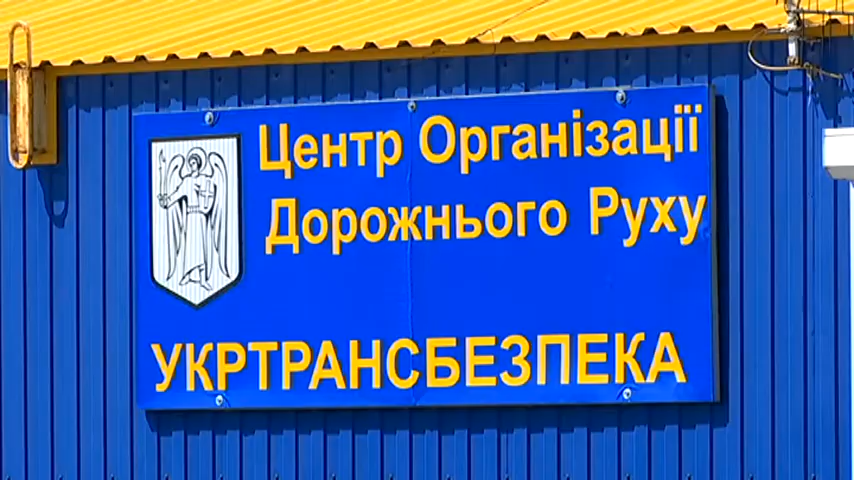 Центр Організації
Дорожнього Руху
УКРТРАНСБЕЗПЕКА